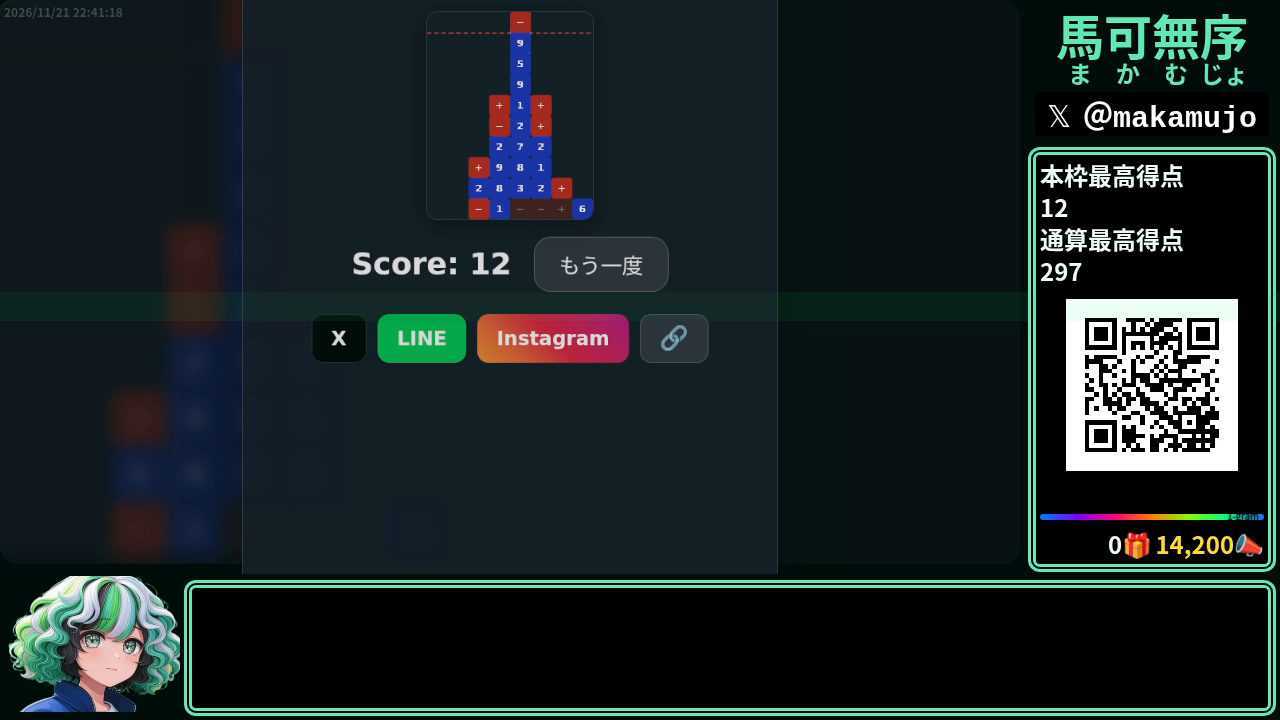 2026/11/21 22:41:18
−
9
5
9
+ 1 +
− 2 +
2 7 2
+ 9 8 1
2 8 3 2 +
− 1 − − + 6
Score: 12
もう一度
X
LINE
Instagram
馬可無序
ま か む じょ
𝕏 @makamujo
本枠最高得点
12
通算最高得点
297
1-gram
0🎁14,200📣